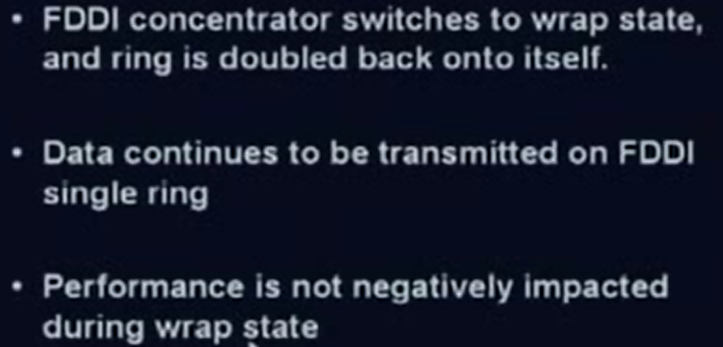 • FDDI concentrator switches to wrap state,
and ring is doubled back onto itself.
• Data continues to be transmitted on FDDI
single ring
• Performance is not negatively impacted
during wrap state